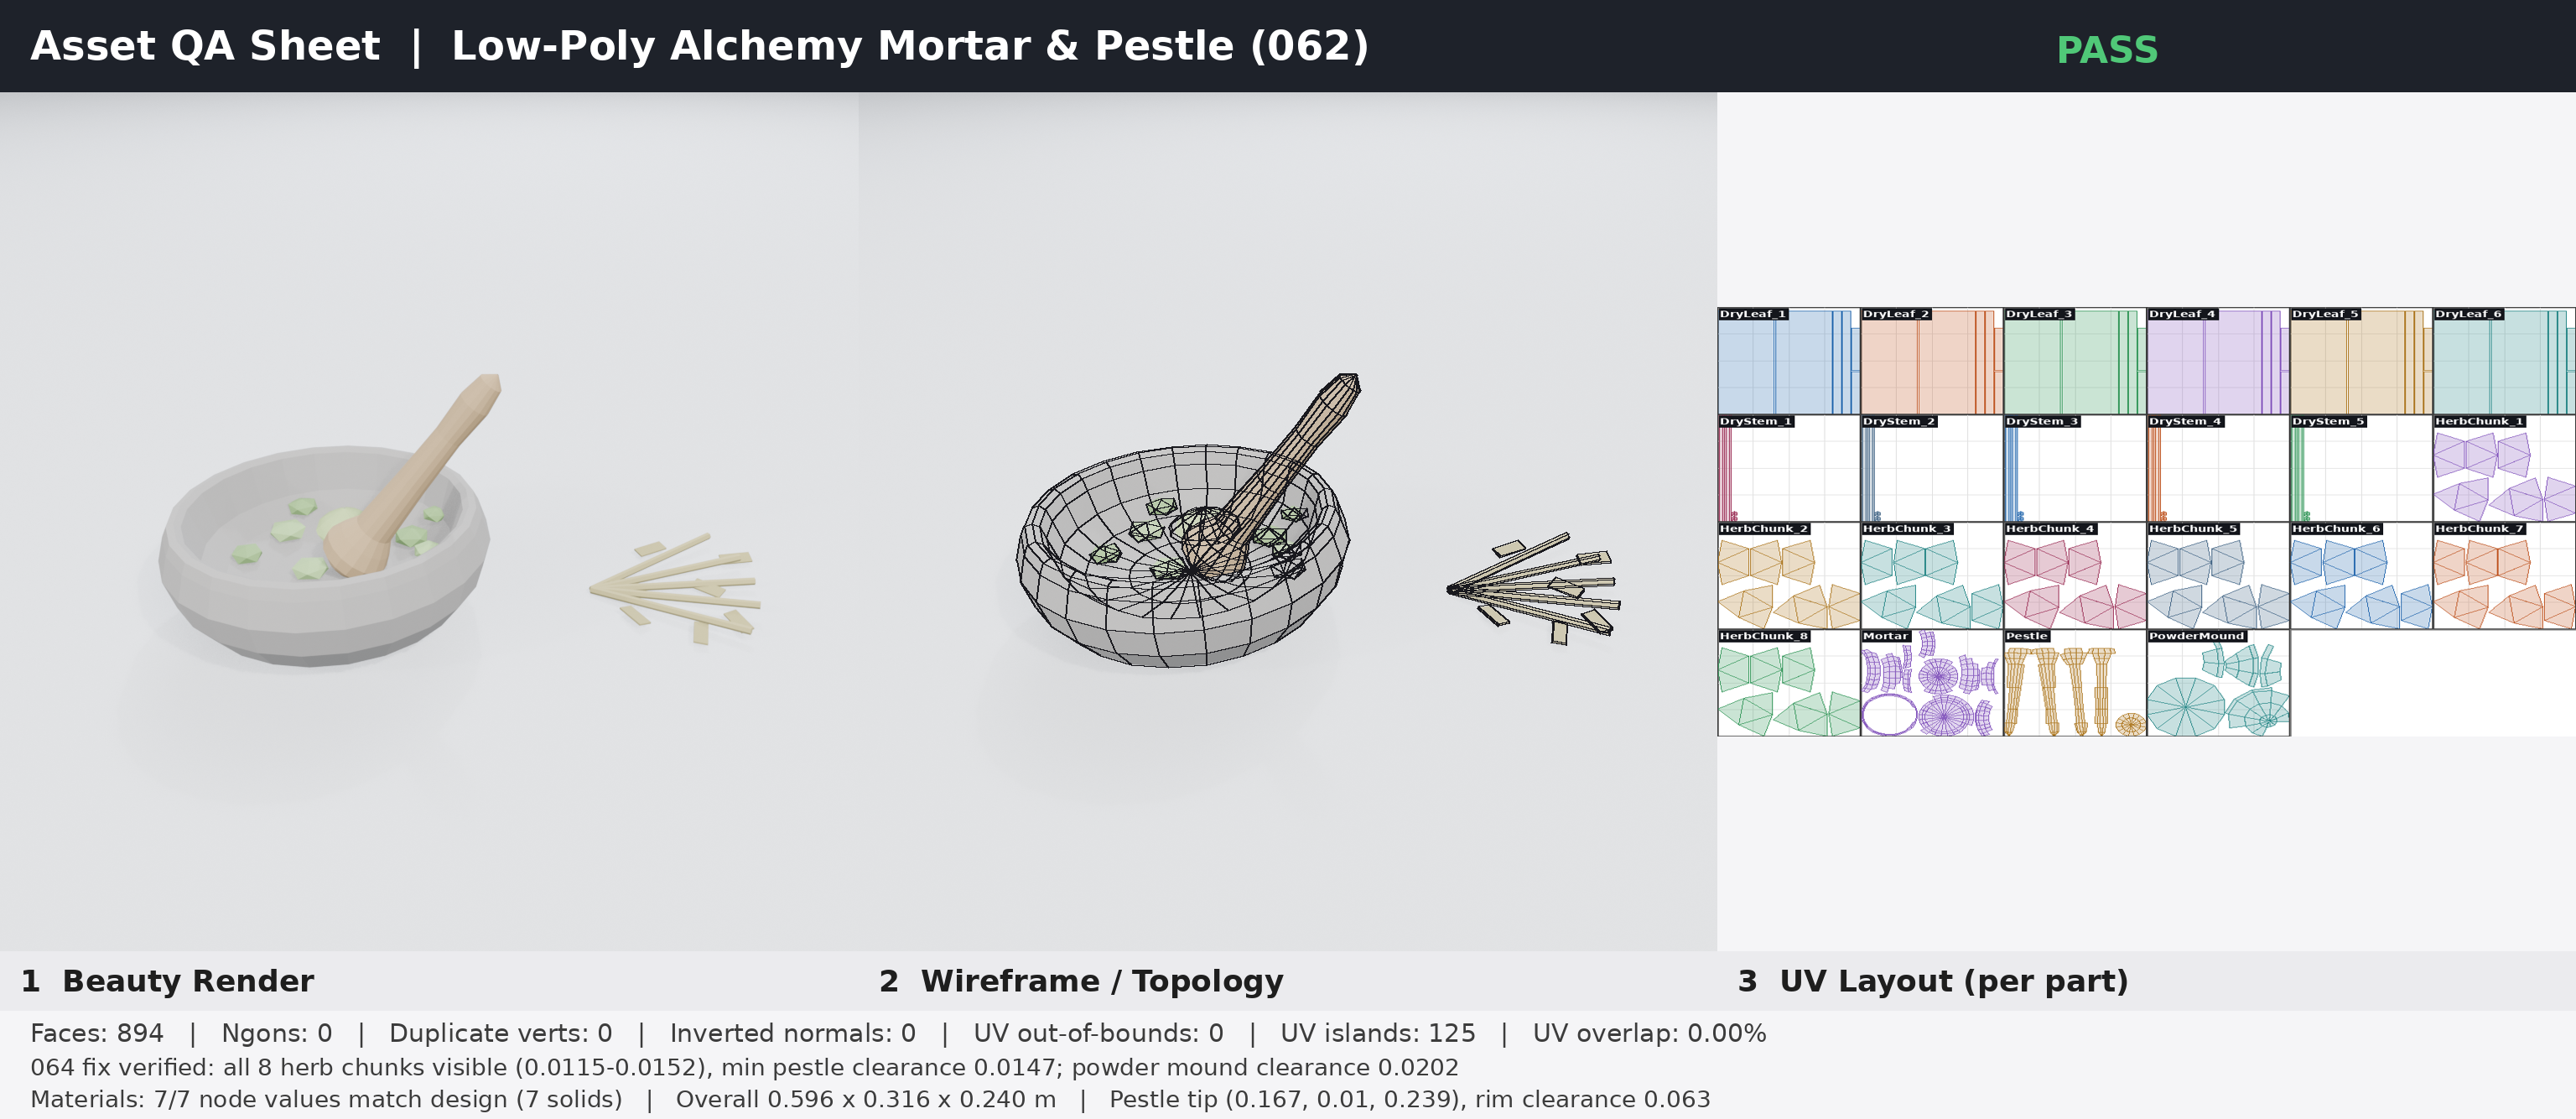 Asset QA Sheet | Low-Poly Alchemy Mortar & Pestle (062)
PASS
DryLeaf_1
DryLeaf_2
DryLeaf_3
DryLeaf_4
DryLeaf_5
DryLeaf_6
DryStem_1
DryStem_2
DryStem_3
DryStem_4
DryStem_5
HerbChunk_1
HerbChunk_2
HerbChunk_3
HerbChunk_4
HerbChunk_5
HerbChunk_6
HerbChunk_7
HerbChunk_8
Mortar
Pestle
PowderMound
1 Beauty Render
2 Wireframe / Topology
3 UV Layout (per part)
Faces: 894 | Ngons: 0 | Duplicate verts: 0 | Inverted normals: 0 | UV out-of-bounds: 0 | UV islands: 125 | UV overlap: 0.00%
064 fix verified: all 8 herb chunks visible (0.0115-0.0152), min pestle clearance 0.0147; powder mound clearance 0.0202
Materials: 7/7 node values match design (7 solids) | Overall 0.596 x 0.316 x 0.240 m | Pestle tip (0.167, 0.01, 0.239), rim clearance 0.063